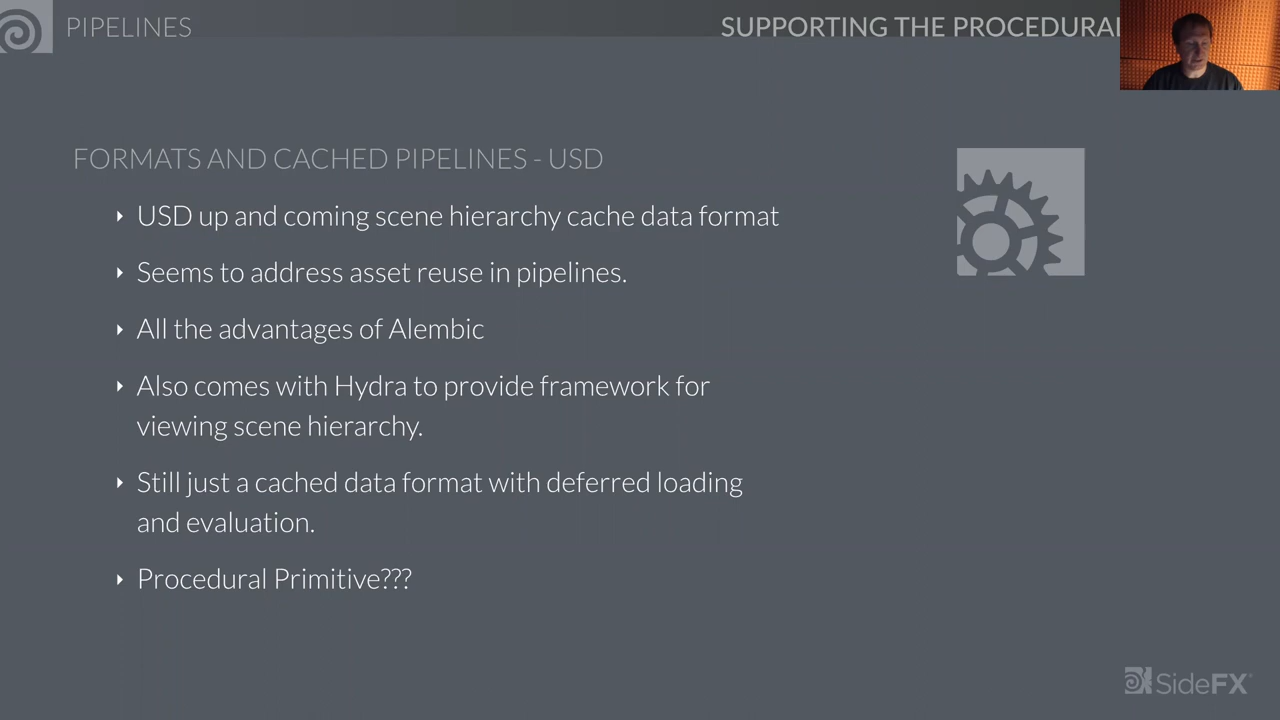 PIPELINES
SUPPORTING THE PROCEDURAL
FORMATS AND CACHED PIPELINES - USD
USD up and coming scene hierarchy cache data format
Seems to address asset reuse in pipelines.
All the advantages of Alembic
Also comes with Hydra to provide framework for
viewing scene hierarchy.
Still just a cached data format with deferred loading
and evaluation.
Procedural Primitive???
SideFX